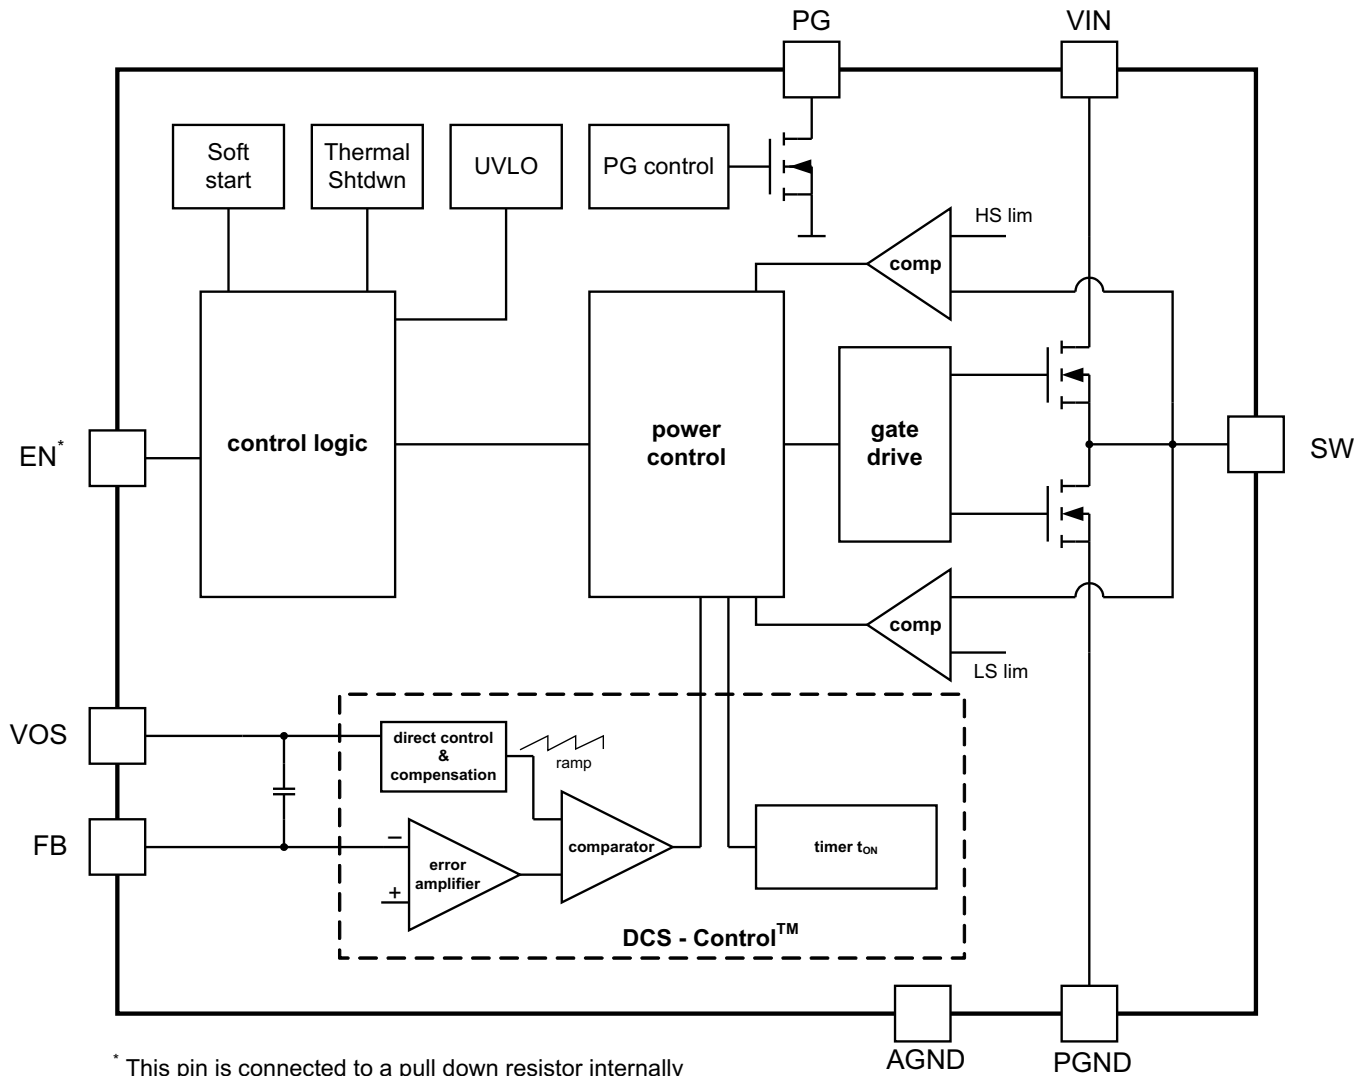 PG
VIN
Soft
start
Thermal
Shtdwn
UVLO
PG control
HS lim
comp
control logic
power
control
gate
drive
EN*
SW
comp
LS lim
VOS
direct control
&
compensation
ramp
FB
−
error
amplifier
+
comparator
timer tON
DCS - Control™
AGND
PGND
* This pin is connected to a pull down resistor internally